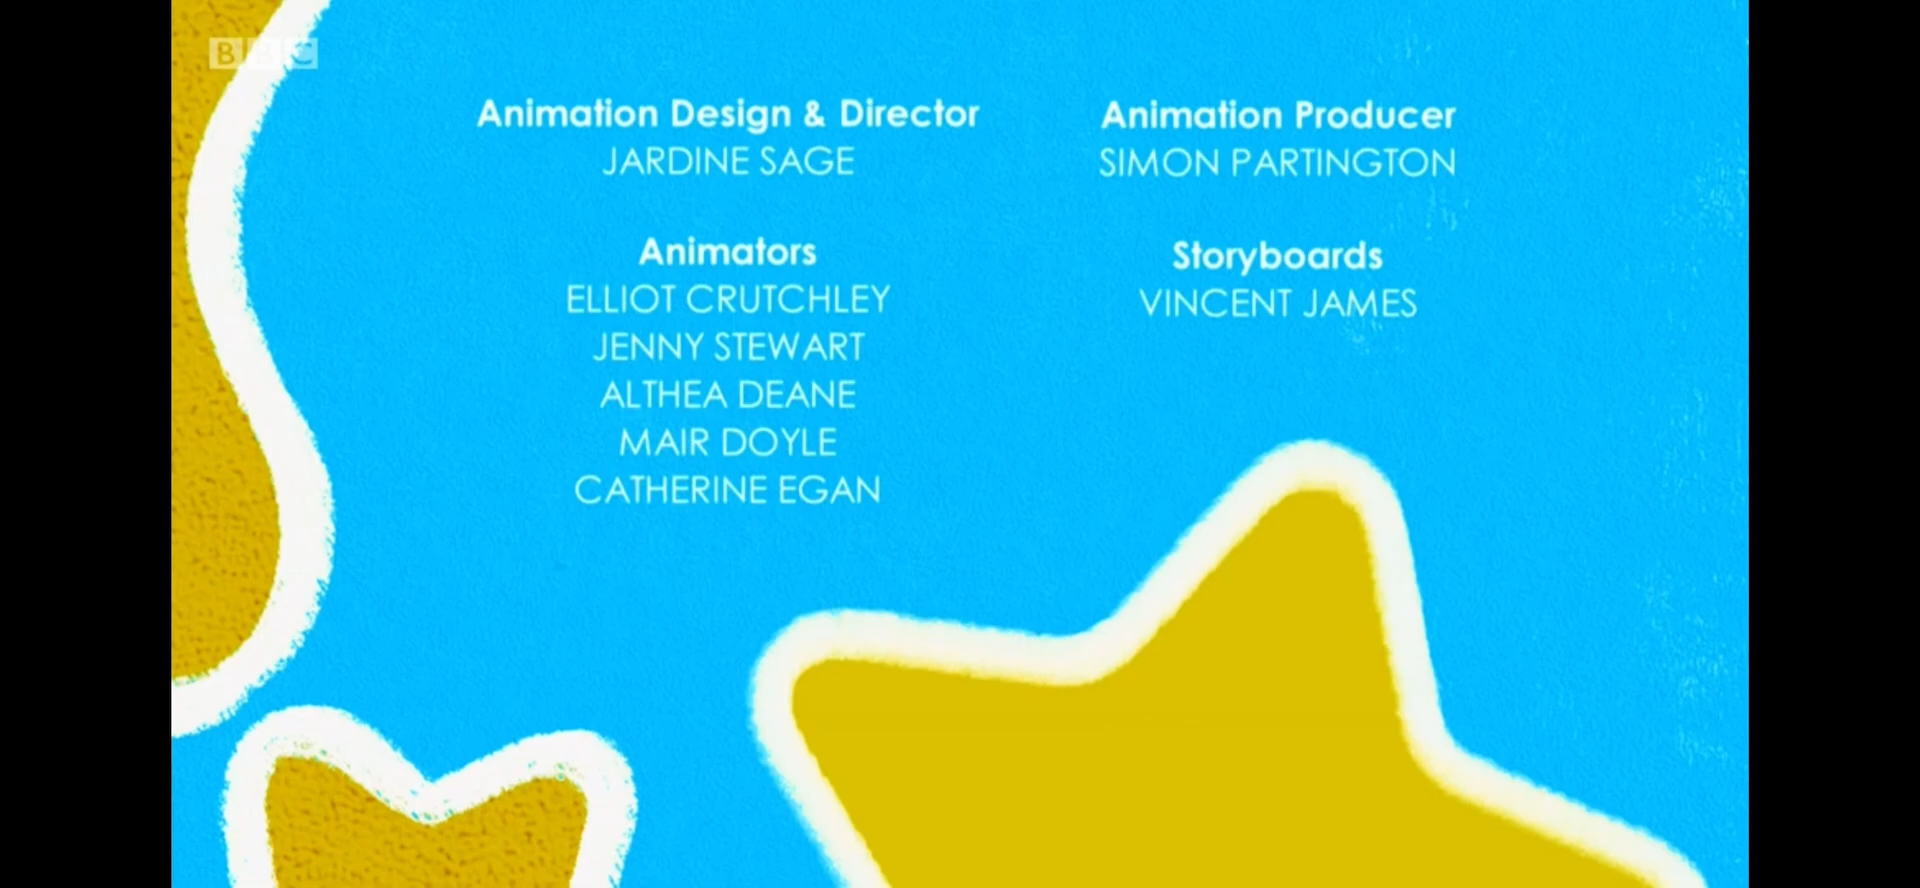 BBC
Animation Design & Director
JARDINE SAGE
Animators
ELLIOT CRUTCHLEY
JENNY STEWART
ALTHEA DEANE
MAIR DOYLE
CATHERINE EGAN
Animation Producer
SIMON PARTINGTON
Storyboards
VINCENT JAMES